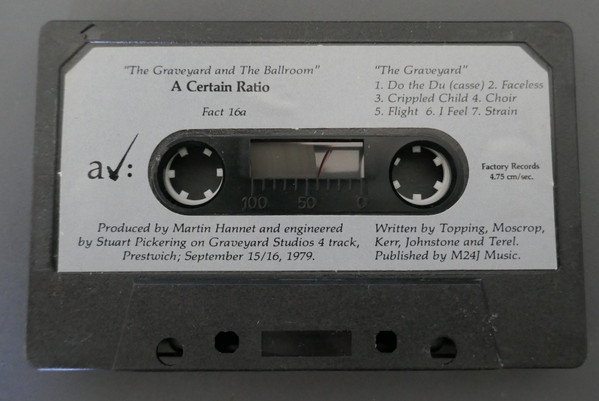 "The Graveyard and The Ballroom"
A Certain Ratio
Fact 16a
"The Graveyard"
1. Do the Du (casse) 2. Faceless
3. Crippled Child 4. Choir
5. Flight 6. I Feel 7. Strain
a✓:
100 50 0
Factory Records
4.75 cm/sec.
Produced by Martin Hannet and engineered
by Stuart Pickering on Graveyard Studios 4 track,
Prestwich; September 15/16, 1979.
Written by Topping, Moscrop,
Kerr, Johnstone and Terel.
Published by M24J Music.